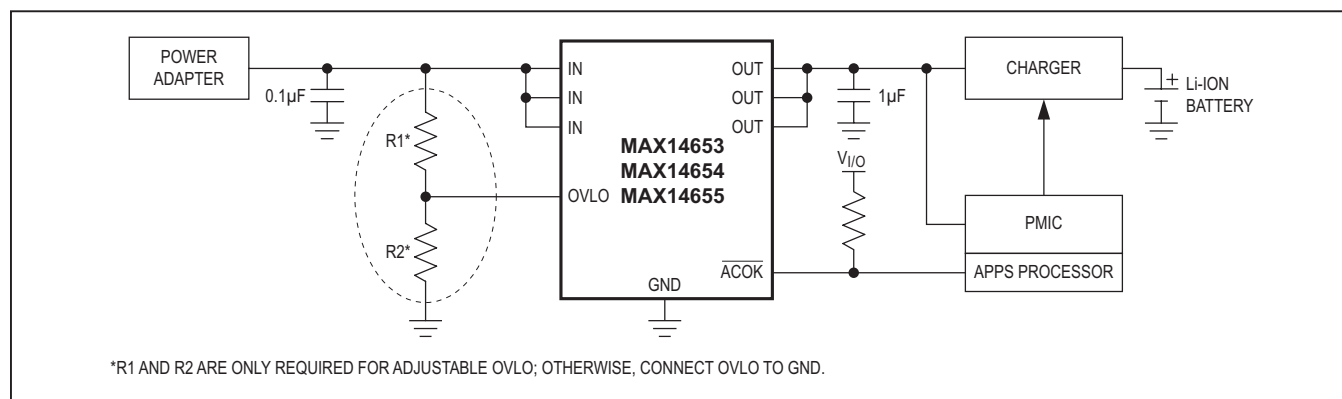 POWER
ADAPTER
0.1µF
R1*
R2*
IN
IN
IN
OVLO
MAX14653
MAX14654
MAX14655
GND
OUT
OUT
OUT
ACOK
1µF
VI/O
CHARGER
+
Li-ION
BATTERY
PMIC
APPS PROCESSOR
*R1 AND R2 ARE ONLY REQUIRED FOR ADJUSTABLE OVLO; OTHERWISE, CONNECT OVLO TO GND.